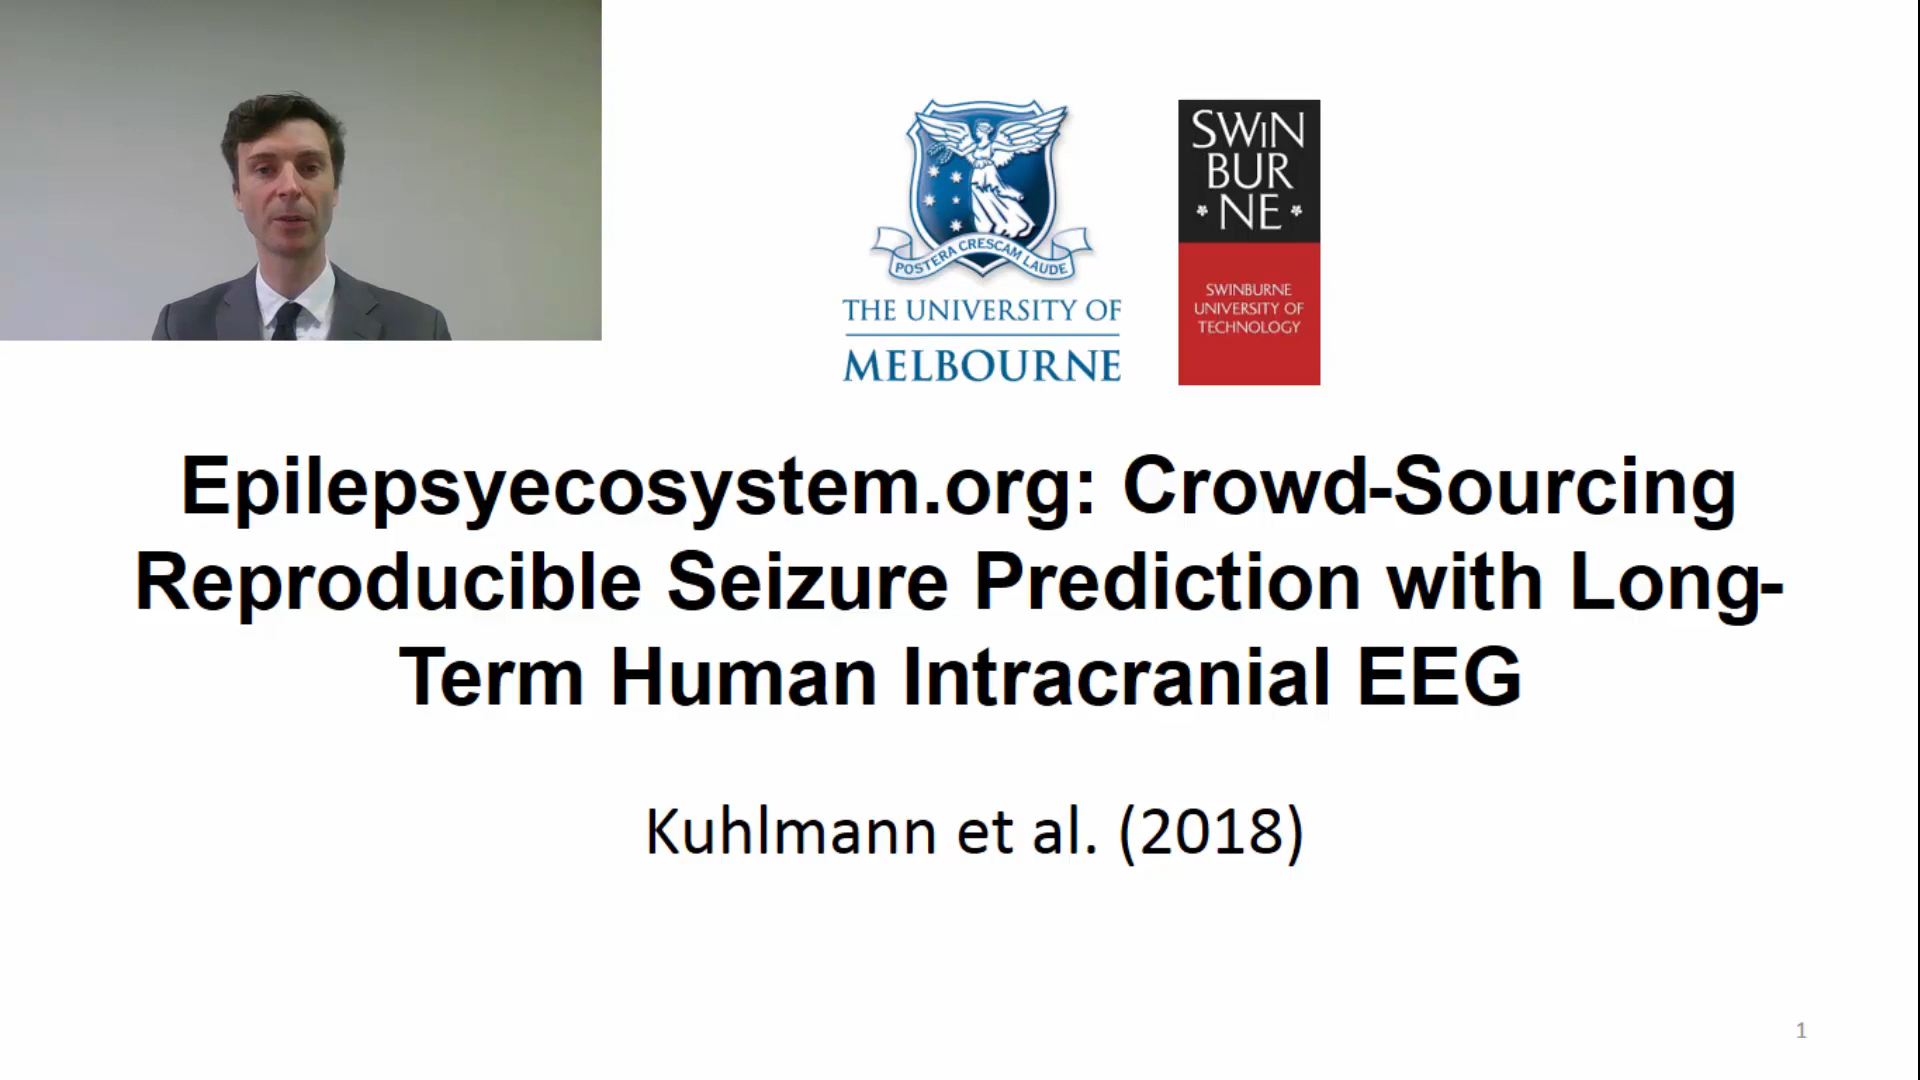 POSTERA CRESCAM LAUDE
THE UNIVERSITY OF
MELBOURNE
SWIN
BUR
NE
SWINBURNE
UNIVERSITY OF
TECHNOLOGY
Epilepsyecosystem.org: Crowd-Sourcing
Reproducible Seizure Prediction with Long-
Term Human Intracranial EEG
Kuhlmann et al. (2018)
1